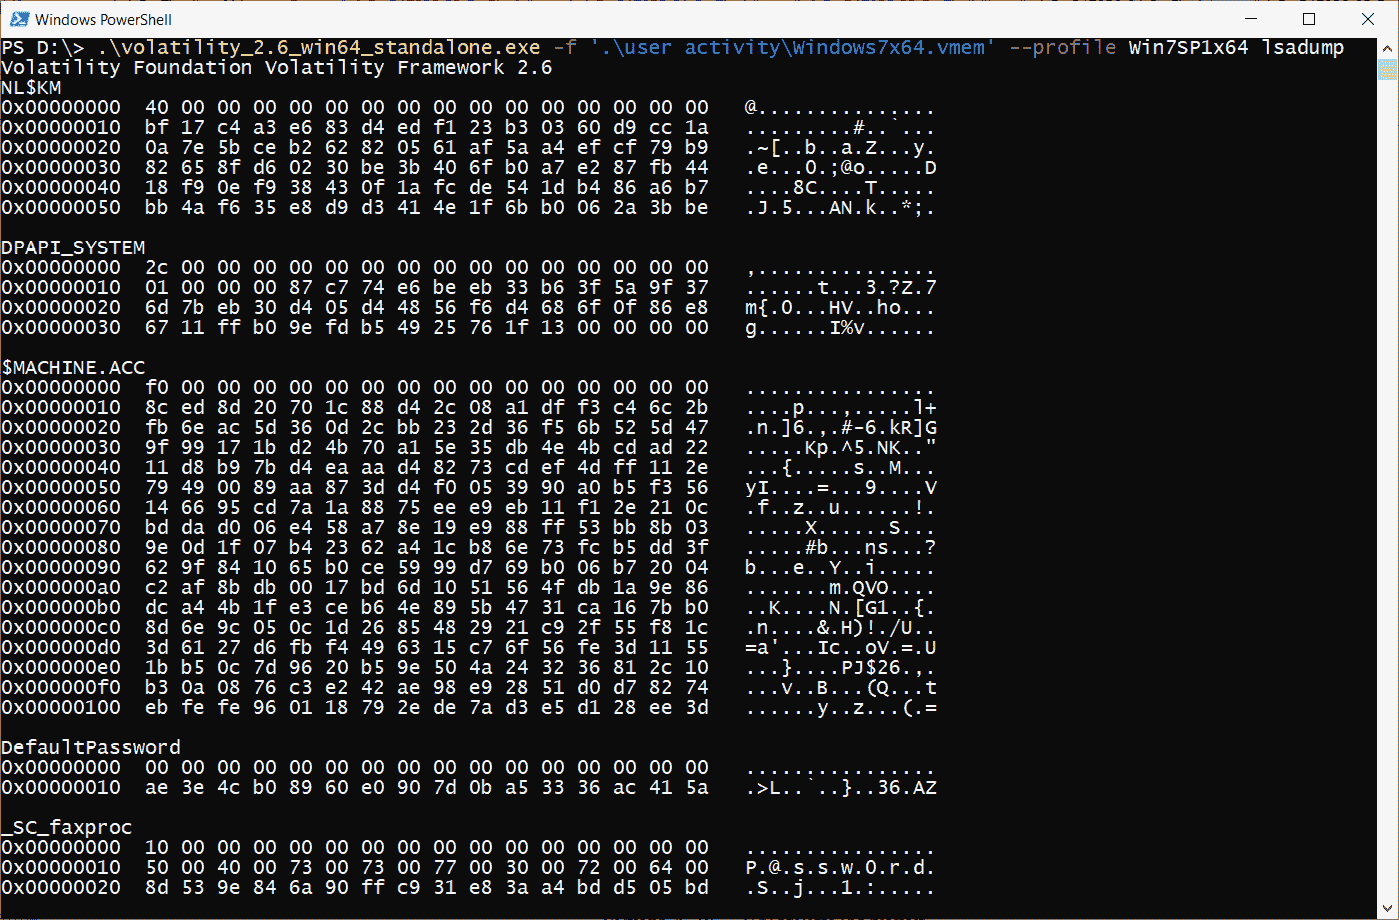 Windows PowerShell
PS D:\> .\volatility_2.6_win64_standalone.exe -f '.\user activity\Windows7x64.vmem' --profile Win7SP1x64 lsadump
Volatility Foundation Volatility Framework 2.6
NL$KM
0x00000000  40 00 00 00 00 00 00 00 00 00 00 00 00 00 00 00   @...............
0x00000010  bf 17 c4 a3 e6 83 d4 ed f1 23 b3 03 60 d9 cc 1a   .........#..`...
0x00000020  0a 7e 5b ce b2 62 82 05 61 af 5a a4 ef cf 79 b9   .~[..b..a.Z...y.
0x00000030  82 65 8f d6 02 30 be 3b 40 6f b0 a7 e2 87 fb 44   .e...0.;@o.....D
0x00000040  18 f9 0e f9 38 43 0f 1a fc de 54 1d b4 86 a6 b7   ....8C....T.....
0x00000050  bb 4a f6 35 e8 d9 d3 41 4e 1f 6b b0 06 2a 3b be   .J.5...AN.k..*;.
DPAPI_SYSTEM
0x00000000  2c 00 00 00 00 00 00 00 00 00 00 00 00 00 00 00   ,...............
0x00000010  01 00 00 00 87 c7 74 e6 be eb 33 b6 3f 5a 9f 37   ......t...3.?Z.7
0x00000020  6d 7b eb 30 d4 05 d4 48 56 f6 d4 68 6f 0f 86 e8   m{.0...HV..ho...
0x00000030  67 11 ff b0 9e fd b5 49 25 76 1f 13 00 00 00 00   g......I%v......
$MACHINE.ACC
0x00000000  f0 00 00 00 00 00 00 00 00 00 00 00 00 00 00 00   ................
0x00000010  8c ed 8d 20 70 1c 88 d4 2c 08 a1 df f3 c4 6c 2b   ....p...,.....l+
0x00000020  fb 6e ac 5d 36 0d 2c bb 23 2d 36 f5 6b 52 5d 47   .n.]6.,.#-6.kR]G
0x00000030  9f 99 17 1b d2 4b 70 a1 5e 35 db 4e 4b cd ad 22   .....Kp.^5.NK.."
0x00000040  11 d8 b9 7b d4 ea aa d4 82 73 cd ef 4d ff 11 2e   ...{.....s..M...
0x00000050  79 49 00 89 aa 87 3d d4 f0 05 39 90 a0 b5 f3 56   yI....=...9....V
0x00000060  14 66 95 cd 7a 1a 88 75 ee e9 eb 11 f1 2e 21 0c   .f..z..u......!.
0x00000070  bd da d0 06 e4 58 a7 8e 19 e9 88 ff 53 bb 8b 03   .....X......S...
0x00000080  9e 0d 1f 07 b4 23 62 a4 1c b8 6e 73 fc b5 dd 3f   .....#b...ns...?
0x00000090  62 9f 84 10 65 b0 ce 59 99 d7 69 b0 06 b7 20 04   b...e..Y..i.....
0x000000a0  c2 af 8b db 00 17 bd 6d 10 51 56 4f db 1a 9e 86   .......m.QVO....
0x000000b0  dc a4 4b 1f e3 ce b6 4e 89 5b 47 31 ca 16 7b b0   ..K....N.[G1..{.
0x000000c0  8d 6e 9c 05 0c 1d 26 85 48 29 21 c9 2f 55 f8 1c   .n....&.H)!./U..
0x000000d0  3d 61 27 d6 fb f4 49 63 15 c7 6f 56 fe 3d 11 55   =a'...Ic..oV.=.U
0x000000e0  1b b5 0c 7d 96 20 b5 9e 50 4a 24 32 36 81 2c 10   ...}....PJ$26.,.
0x000000f0  b3 0a 08 76 c3 e2 42 ae 98 e9 28 51 d0 d7 82 74   ...v..B...(Q...t
0x00000100  eb fe fe 96 01 18 79 2e de 7a d3 e5 d1 28 ee 3d   ......y..z...(.=
DefaultPassword
0x00000000  00 00 00 00 00 00 00 00 00 00 00 00 00 00 00 00   ................
0x00000010  ae 3e 4c b0 89 60 e0 90 7d 0b a5 33 36 ac 41 5a   .>L..`..}..36.AZ
_SC_faxproc
0x00000000  10 00 00 00 00 00 00 00 00 00 00 00 00 00 00 00   ................
0x00000010  50 00 40 00 73 00 73 00 77 00 30 00 72 00 64 00   P.@.s.s.w.0.r.d.
0x00000020  8d 53 9e 84 6a 90 ff c9 31 e8 3a a4 bd d5 05 bd   .S..j...1.:.....